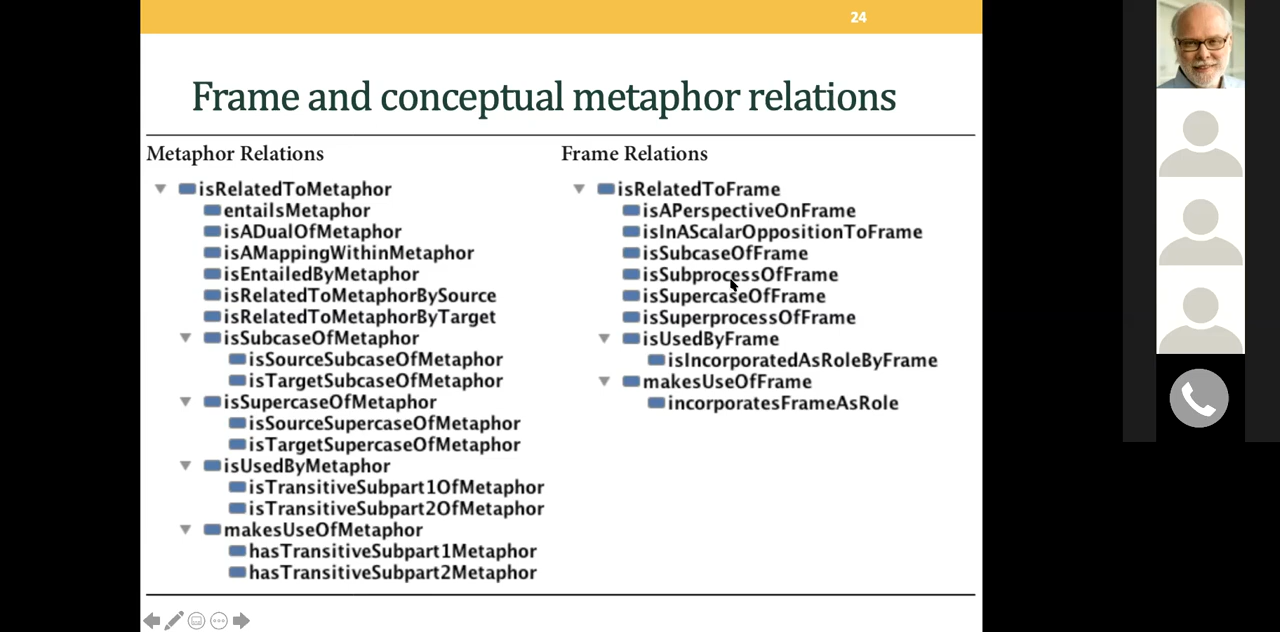 24
Frame and conceptual metaphor relations
Metaphor Relations
isRelatedToMetaphor
entailsMetaphor
isADualOfMetaphor
isAMappingWithinMetaphor
isEntailedByMetaphor
isRelatedToMetaphorBySource
isRelatedToMetaphorByTarget
isSubcaseOfMetaphor
isSourceSubcaseOfMetaphor
isTargetSubcaseOfMetaphor
isSupercaseOfMetaphor
isSourceSupercaseOfMetaphor
isTargetSupercaseOfMetaphor
isUsedByMetaphor
isTransitiveSubpart1OfMetaphor
isTransitiveSubpart2OfMetaphor
makesUseOfMetaphor
hasTransitiveSubpart1Metaphor
hasTransitiveSubpart2Metaphor
Frame Relations
isRelatedToFrame
isAPerspectiveOnFrame
isInAScalarOppositionToFrame
isSubcaseOfFrame
isSubprocessOfFrame
isSupercaseOfFrame
isSuperprocessOfFrame
isUsedByFrame
isIncorporatedAsRoleByFrame
makesUseOfFrame
incorporatesFrameAsRole